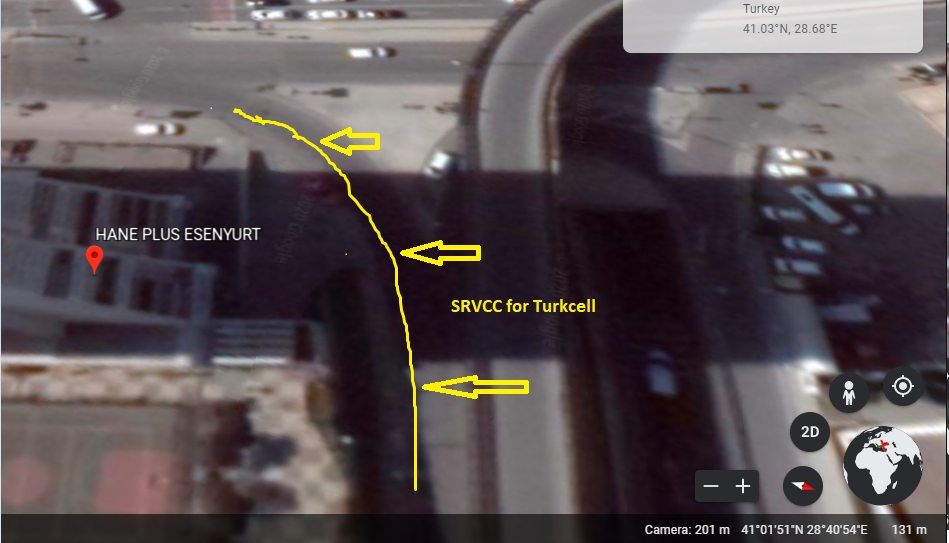 Turkey
41.03°N, 28.68°E
HANE PLUS ESENYURT
SRVCC for Turkcell
2D
Camera: 201 m 41°01'51"N 28°40'54"E 131 m